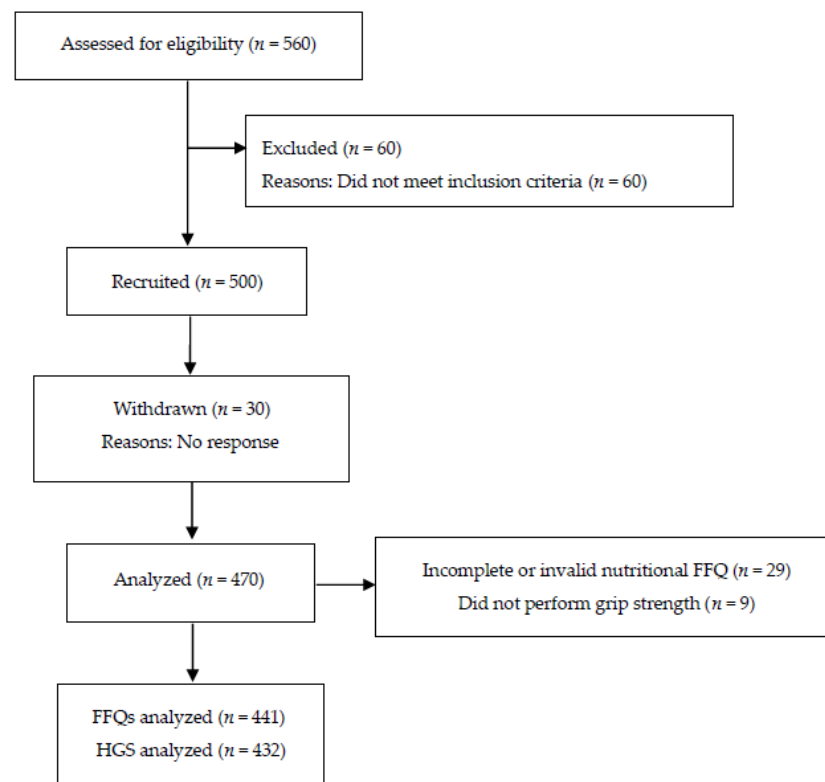 Assessed for eligibility (n = 560)
Excluded (n = 60)
Reasons: Did not meet inclusion criteria (n = 60)
Recruited (n = 500)
Withdrawn (n = 30)
Reasons: No response
Analyzed (n = 470)
Incomplete or invalid nutritional FFQ (n = 29)
Did not perform grip strength (n = 9)
FFQs analyzed (n = 441)
HGS analyzed (n = 432)